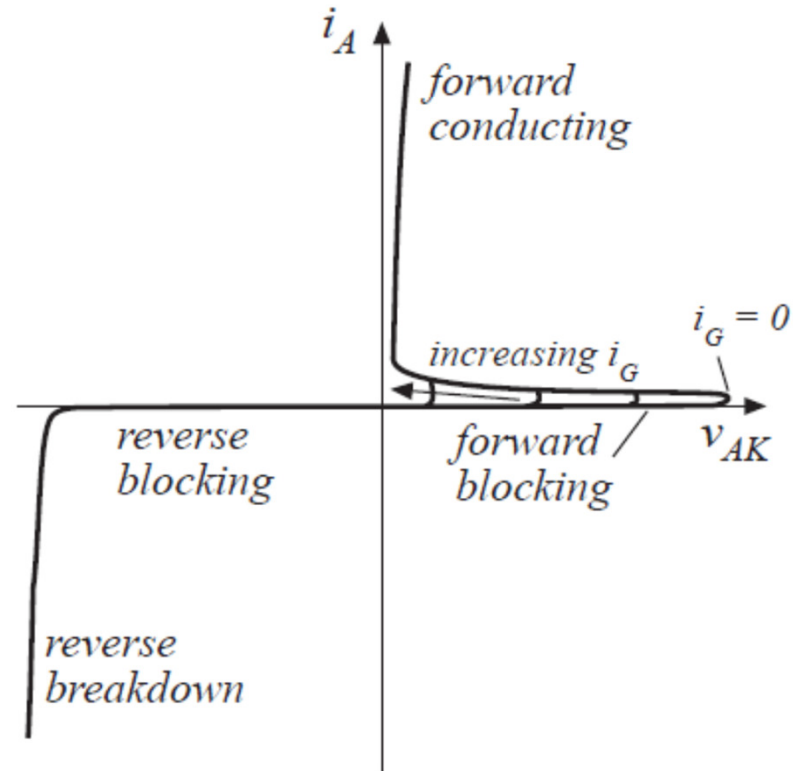 i_A
forward
conducting
i_G = 0
increasing i_G
v_AK
reverse
blocking
forward
blocking
reverse
breakdown